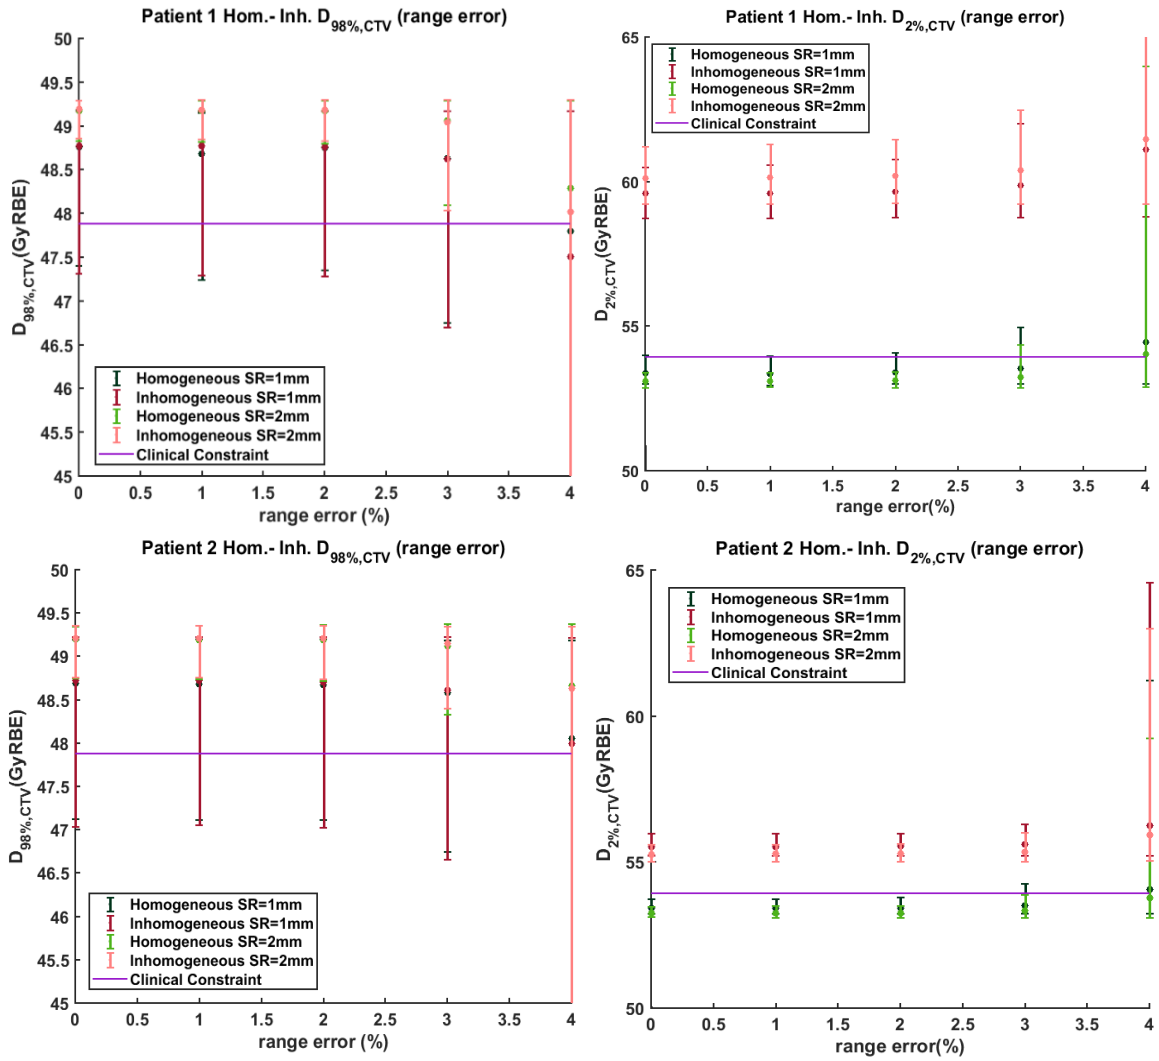 Patient 1 Hom.- Inh. D98%,CTV (range error)
50
49.5
49
48.5
48
47.5
47
46.5
46
45.5
45
D98%,CTV(GyRBE)
Homogeneous SR=1mm
Inhomogeneous SR=1mm
Homogeneous SR=2mm
Inhomogeneous SR=2mm
Clinical Constraint
0 0.5 1 1.5 2 2.5 3 3.5 4
range error (%)
Patient 1 Hom.- Inh. D2%,CTV (range error)
65
60
55
50
D2%,CTV(GyRBE)
Homogeneous SR=1mm
Inhomogeneous SR=1mm
Homogeneous SR=2mm
Inhomogeneous SR=2mm
Clinical Constraint
0 0.5 1 1.5 2 2.5 3 3.5 4
range error(%)
Patient 2 Hom.- Inh. D98%,CTV (range error)
50
49.5
49
48.5
48
47.5
47
46.5
46
45.5
45
D98%,CTV(GyRBE)
Homogeneous SR=1mm
Inhomogeneous SR=1mm
Homogeneous SR=2mm
Inhomogeneous SR=2mm
Clinical Constraint
0 0.5 1 1.5 2 2.5 3 3.5 4
range error (%)
Patient 2 Hom.- Inh. D2%,CTV (range error)
65
60
55
50
D2%,CTV(GyRBE)
Homogeneous SR=1mm
Inhomogeneous SR=1mm
Homogeneous SR=2mm
Inhomogeneous SR=2mm
Clinical Constraint
0 0.5 1 1.5 2 2.5 3 3.5 4
range error(%)